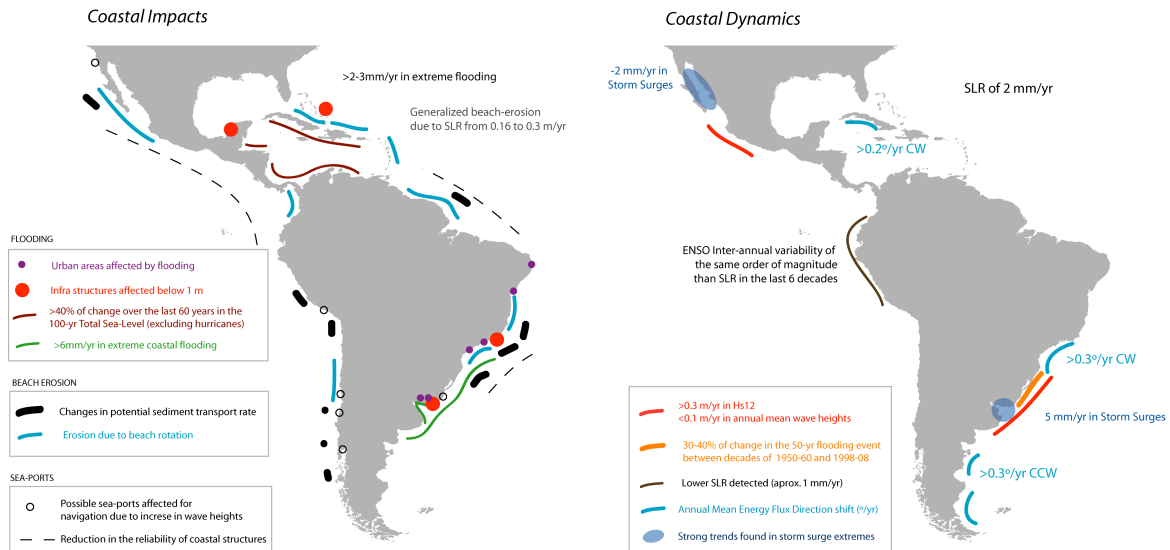 Coastal Impacts
>2-3mm/yr in extreme flooding
Generalized beach-erosion
due to SLR from 0.16 to 0.3 m/yr
FLOODING
Urban areas affected by flooding
Infra structures affected below 1 m
>40% of change over the last 60 years in the
100-yr Total Sea-Level (excluding hurricanes)
>6mm/yr in extreme coastal flooding
BEACH EROSION
Changes in potential sediment transport rate
Erosion due to beach rotation
SEA-PORTS
Possible sea-ports affected for
navigation due to increse in wave heights
Reduction in the reliability of coastal structures
Coastal Dynamics
-2 mm/yr in
Storm Surges
SLR of 2 mm/yr
>0.2º/yr CW
ENSO Inter-annual variability of
the same order of magnitude
than SLR in the last 6 decades
>0.3º/yr CW
5 mm/yr in Storm Surges
>0.3º/yr CCW
>0.3 m/yr in Hs12
<0.1 m/yr in annual mean wave heights
30-40% of change in the 50-yr flooding event
between decades of 1950-60 and 1998-08
Lower SLR detected (aprox. 1 mm/yr)
Annual Mean Energy Flux Direction shift (º/yr)
Strong trends found in storm surge extremes